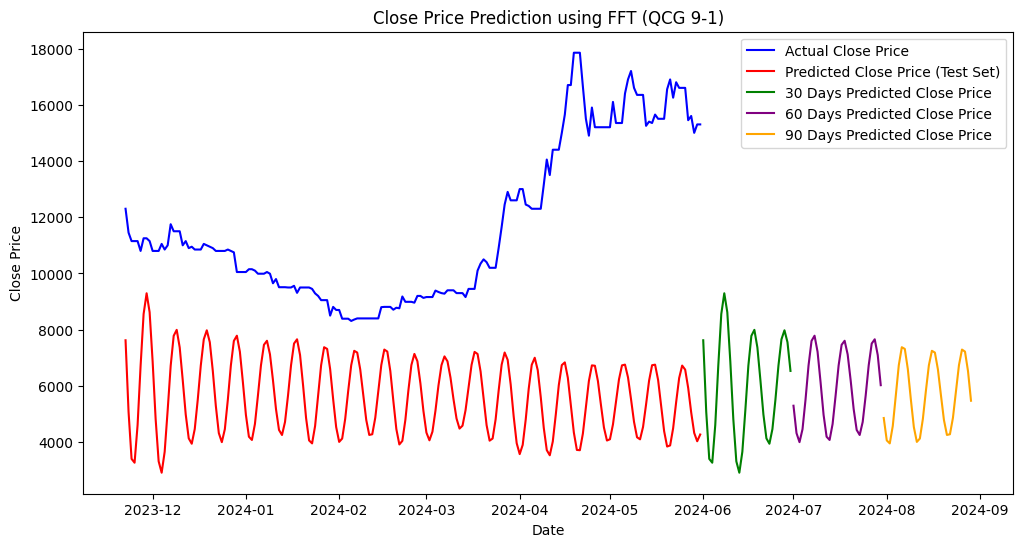 Close Price Prediction using FFT (QCG 9-1)
Close Price
18000
16000
14000
12000
10000
8000
6000
4000
Actual Close Price
Predicted Close Price (Test Set)
30 Days Predicted Close Price
60 Days Predicted Close Price
90 Days Predicted Close Price
2023-12 2024-01 2024-02 2024-03 2024-04 2024-05 2024-06 2024-07 2024-08 2024-09
Date